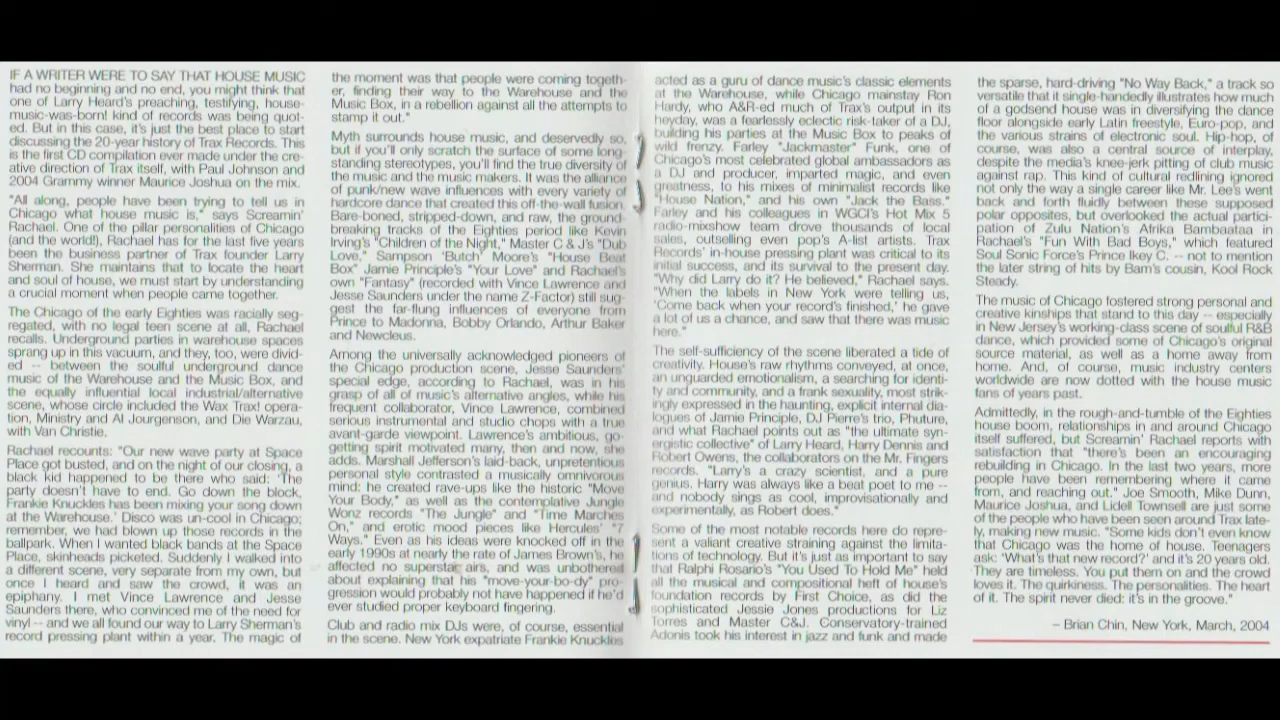 IF A WRITER WERE TO SAY THAT HOUSE MUSIC
had no beginning and no end, you might think that
one of Larry Heard's preaching, testifying, house-
music-was-born! kind of records was being quot-
ed. But in this case, it's just the best place to start
discussing the 20-year history of Trax Records. This
is the first CD compilation ever made under the cre-
ative direction of Trax itself, with Paul Johnson and
2004 Grammy winner Maurice Joshua on the mix.
"All along, people have been trying to tell us in
Chicago what house music is," says Screamin'
Rachael. One of the pillar personalities of Chicago
(and the world!), Rachael has for the last five years
been the business partner of Trax founder Larry
Sherman. She maintains that to locate the heart
and soul of house, we must start by understanding
a crucial moment when people came together.
The Chicago of the early Eighties was racially seg-
regated, with no legal teen scene at all, Rachael
recalls. Underground parties in warehouse spaces
sprang up in this vacuum, and they, too, were divid-
ed -- between the soulful underground dance
music of the Warehouse and the Music Box, and
the equally influential local industrial/alternative
scene, whose circle included the Wax Trax! opera-
tion, Ministry and Al Jourgenson, and Die Warzau,
with Van Christie.
Rachael recounts: "Our new wave party at Space
Place got busted, and on the night of our closing, a
black kid happened to be there who said: 'The
party doesn't have to end. Go down the block,
Frankie Knuckles has been mixing your song down
at the Warehouse.' Disco was un-cool in Chicago;
remember, we had blown up those records in the
ballpark. When I wanted black bands at the Space
Place, skinheads picketed. Suddenly I walked into
a different scene, very separate from my own, but
once I heard and saw the crowd, it was an
epiphany. I met Vince Lawrence and Jesse
Saunders there, who convinced me of the need for
vinyl -- and we all found our way to Larry Sherman's
record pressing plant within a year. The magic of
the moment was that people were coming togeth-
er, finding their way to the Warehouse and the
Music Box, in a rebellion against all the attempts to
stamp it out."
Myth surrounds house music, and deservedly so,
but if you'll only scratch the surface of some long-
standing stereotypes, you'll find the true diversity of
the music and the music makers. It was the alliance
of punk/new wave influences with every variety of
hardcore dance that created this off-the-wall fusion.
Bare-boned, stripped-down, and raw, the ground-
breaking tracks of the Eighties period like Kevin
Irving's "Children of the Night," Master C & J's "Dub
Love," Sampson 'Butch' Moore's "House Beat
Box" Jamie Principle's "Your Love" and Rachael's
own "Fantasy" (recorded with Vince Lawrence and
Jesse Saunders under the name Z-Factor) still sug-
gest the far-flung influences of everyone from
Prince to Madonna, Bobby Orlando, Arthur Baker
and Newcleus.
Among the universally acknowledged pioneers of
the Chicago production scene, Jesse Saunders'
special edge, according to Rachael, was in his
grasp of all of music's alternative angles, while his
frequent collaborator, Vince Lawrence, combined
serious instrumental and studio chops with a true
avant-garde viewpoint. Lawrence's ambitious, go-
getting spirit motivated many, then and now, she
adds. Marshall Jefferson's laid-back, unpretentious
personal style contrasted a musically omnivorous
mind: he created rave-ups like the historic "Move
Your Body," as well as the contemplative Jungle
Wonz records "The Jungle" and "Time Marches
On," and erotic mood pieces like Hercules' "7
Ways." Even as his ideas were knocked off in the
early 1990s at nearly the rate of James Brown's, he
affected no superstar airs, and was unbothered
about explaining that his "move-your-bo-dy" pro-
gression would probably not have happened if he'd
ever studied proper keyboard fingering.
Club and radio mix DJs were, of course, essential
in the scene. New York expatriate Frankie Knuckles
acted as a guru of dance music's classic elements
at the Warehouse, while Chicago mainstay Ron
Hardy, who A&R-ed much of Trax's output in its
heyday, was a fearlessly eclectic risk-taker of a DJ,
building his parties at the Music Box to peaks of
wild frenzy. Farley "Jackmaster" Funk, one of
Chicago's most celebrated global ambassadors as
a DJ and producer, imparted magic, and even
greatness, to his mixes of minimalist records like
"House Nation," and his own "Jack the Bass."
Farley and his colleagues in WGCI's Hot Mix 5
radio-mixshow team drove thousands of local
sales, outselling even pop's A-list artists. Trax
Records' in-house pressing plant was critical to its
initial success, and its survival to the present day.
"Why did Larry do it? He believed," Rachael says.
"When the labels in New York were telling us,
'Come back when your record's finished,' he gave
a lot of us a chance, and saw that there was music
here."
The self-sufficiency of the scene liberated a tide of
creativity. House's raw rhythms conveyed, at once,
an unguarded emotionalism, a searching for identi-
ty and community, and a frank sexuality, most strik-
ingly expressed in the haunting, explicit internal dia-
logues of Jamie Principle, DJ Pierre's trio, Phuture,
and what Rachael points out as "the ultimate syn-
ergistic collective" of Larry Heard, Harry Dennis and
Robert Owens, the collaborators on the Mr. Fingers
records. "Larry's a crazy scientist, and a pure
genius. Harry was always like a beat poet to me --
and nobody sings as cool, improvisationally and
experimentally, as Robert does."
Some of the most notable records here do repre-
sent a valiant creative straining against the limita-
tions of technology. But it's just as important to say
that Ralphi Rosario's "You Used To Hold Me" held
all the musical and compositional heft of house's
foundation records by First Choice, as did the
sophisticated Jessie Jones productions for Liz
Torres and Master C&J. Conservatory-trained
Adonis took his interest in jazz and funk and made
the sparse, hard-driving "No Way Back," a track so
versatile that it single-handedly illustrates how much
of a godsend house was in diversifying the dance
floor alongside early Latin freestyle, Euro-pop, and
the various strains of electronic soul. Hip-hop, of
course, was also a central source of interplay,
despite the media's knee-jerk pitting of club music
against rap. This kind of cultural redlining ignored
not only the way a single career like Mr. Lee's went
back and forth fluidly between these supposed
polar opposites, but overlooked the actual partici-
pation of Zulu Nation's Afrika Bambaataa in
Rachael's "Fun With Bad Boys," which featured
Soul Sonic Force's Prince Ikey C. -- not to mention
the later string of hits by Bam's cousin, Kool Rock
Steady.
The music of Chicago fostered strong personal and
creative kinships that stand to this day -- especially
in New Jersey's working-class scene of soulful R&B
dance, which provided some of Chicago's original
source material, as well as a home away from
home. And, of course, music industry centers
worldwide are now dotted with the house music
fans of years past.
Admittedly, in the rough-and-tumble of the Eighties
house boom, relationships in and around Chicago
itself suffered, but Screamin' Rachael reports with
satisfaction that "there's been an encouraging
rebuilding in Chicago. In the last two years, more
people have been remembering where it came
from, and reaching out." Joe Smooth, Mike Dunn,
Maurice Joshua, and Lidell Townsell are just some
of the people who have been seen around Trax late-
ly, making new music. "Some kids don't even know
that Chicago was the home of house. Teenagers
ask: 'What's that new record?' and it's 20 years old.
They are timeless. You put them on and the crowd
loves it. The quirkiness. The personalities. The heart
of it. The spirit never died: it's in the groove."
– Brian Chin, New York, March, 2004